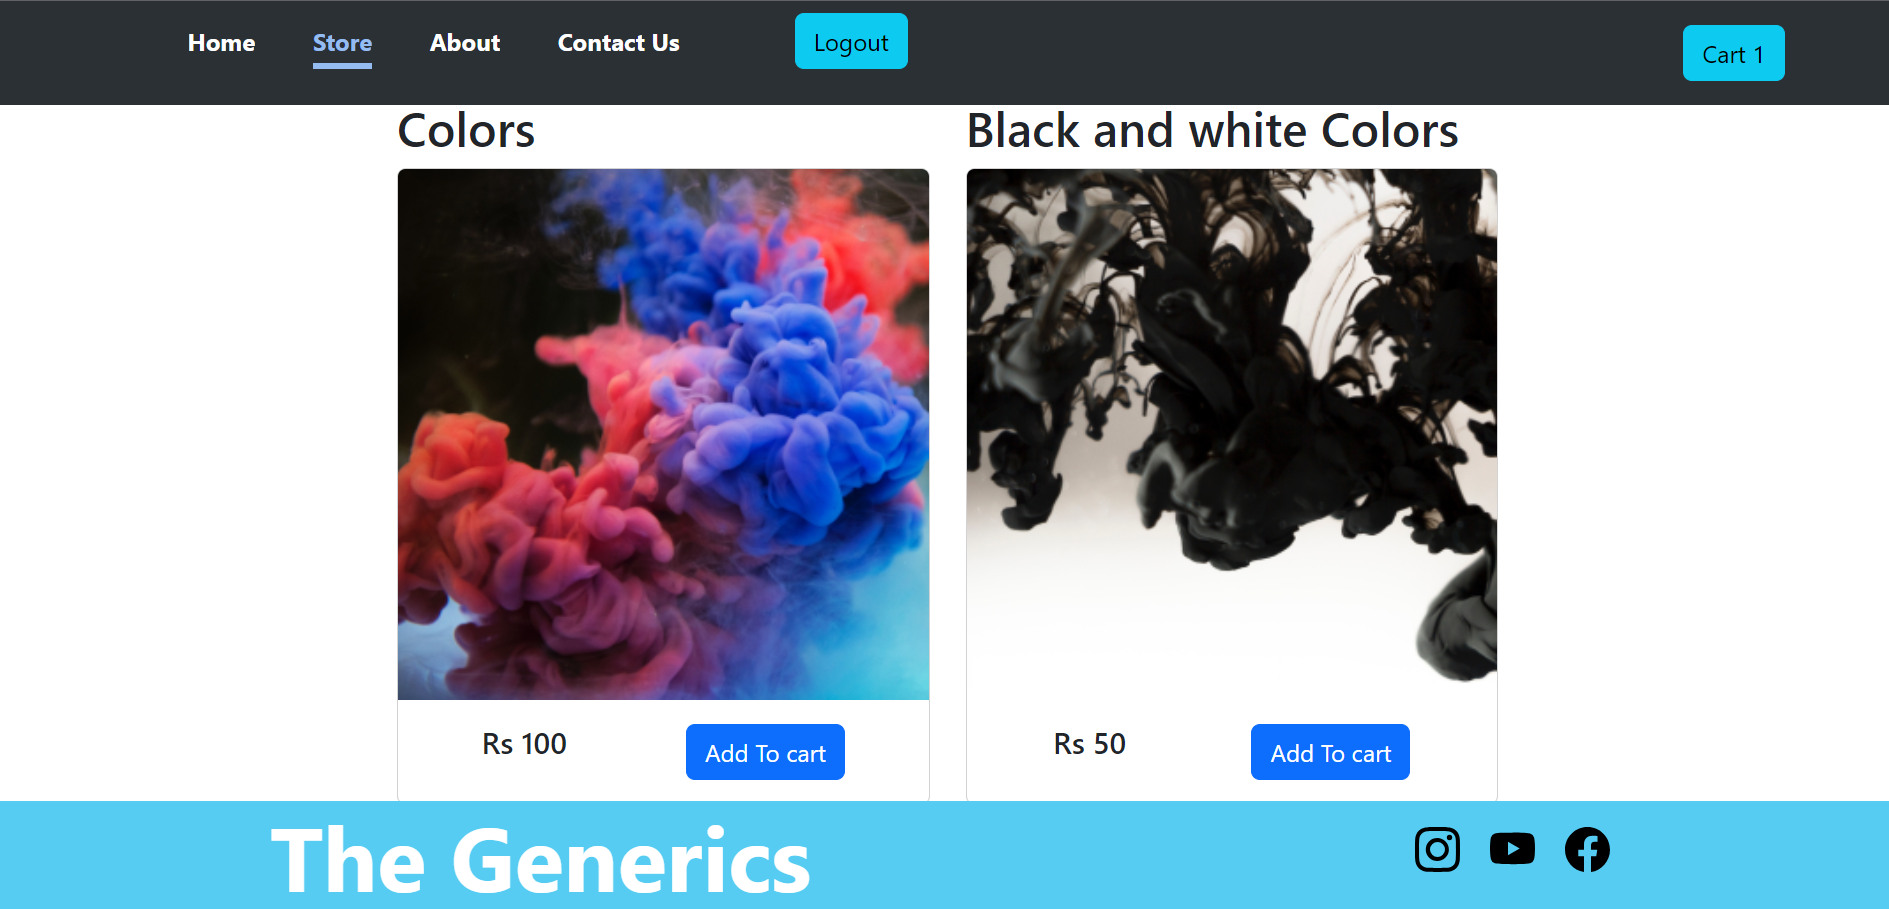 Home Store About Contact Us Logout Cart 1
Colors
Black and white Colors
Rs 100 Add To cart
Rs 50 Add To cart
The Generics